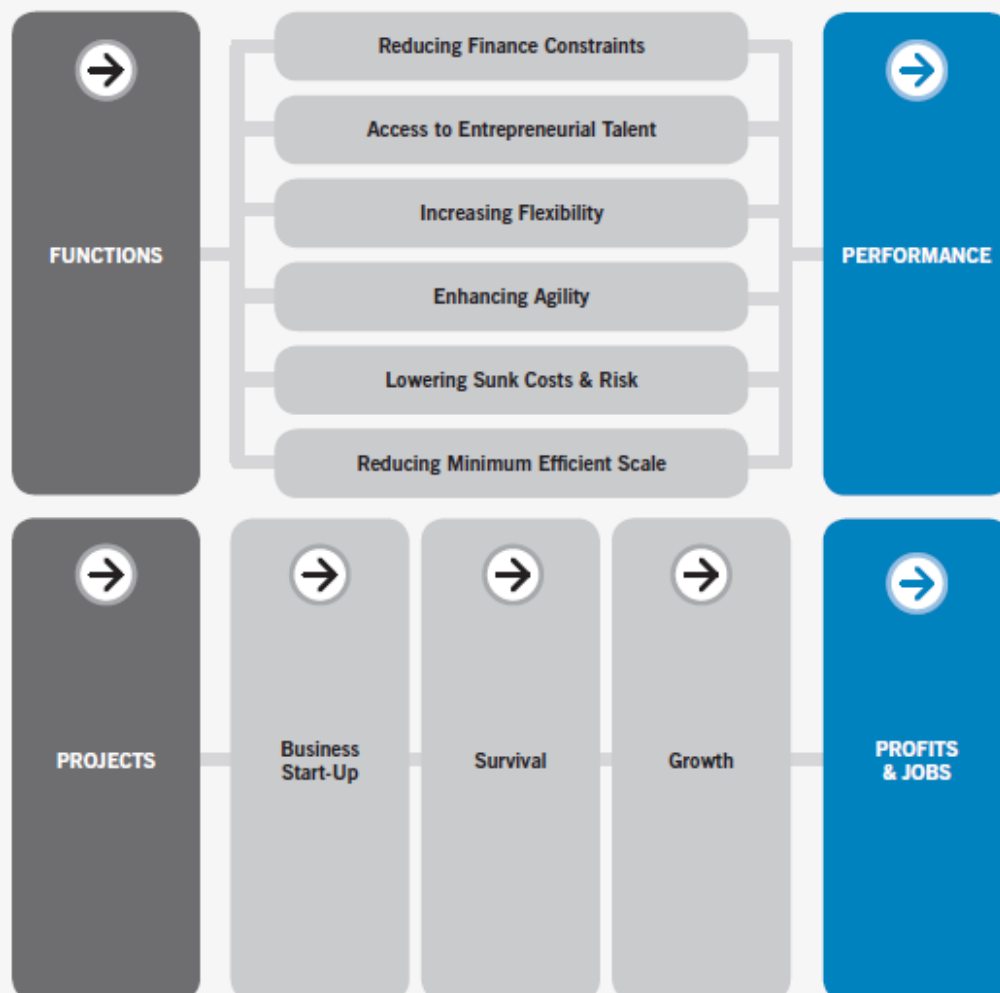 FUNCTIONS
Reducing Finance Constraints
Access to Entrepreneurial Talent
Increasing Flexibility
Enhancing Agility
Lowering Sunk Costs & Risk
Reducing Minimum Efficient Scale
PERFORMANCE
PROJECTS
Business
Start-Up
Survival
Growth
PROFITS
& JOBS